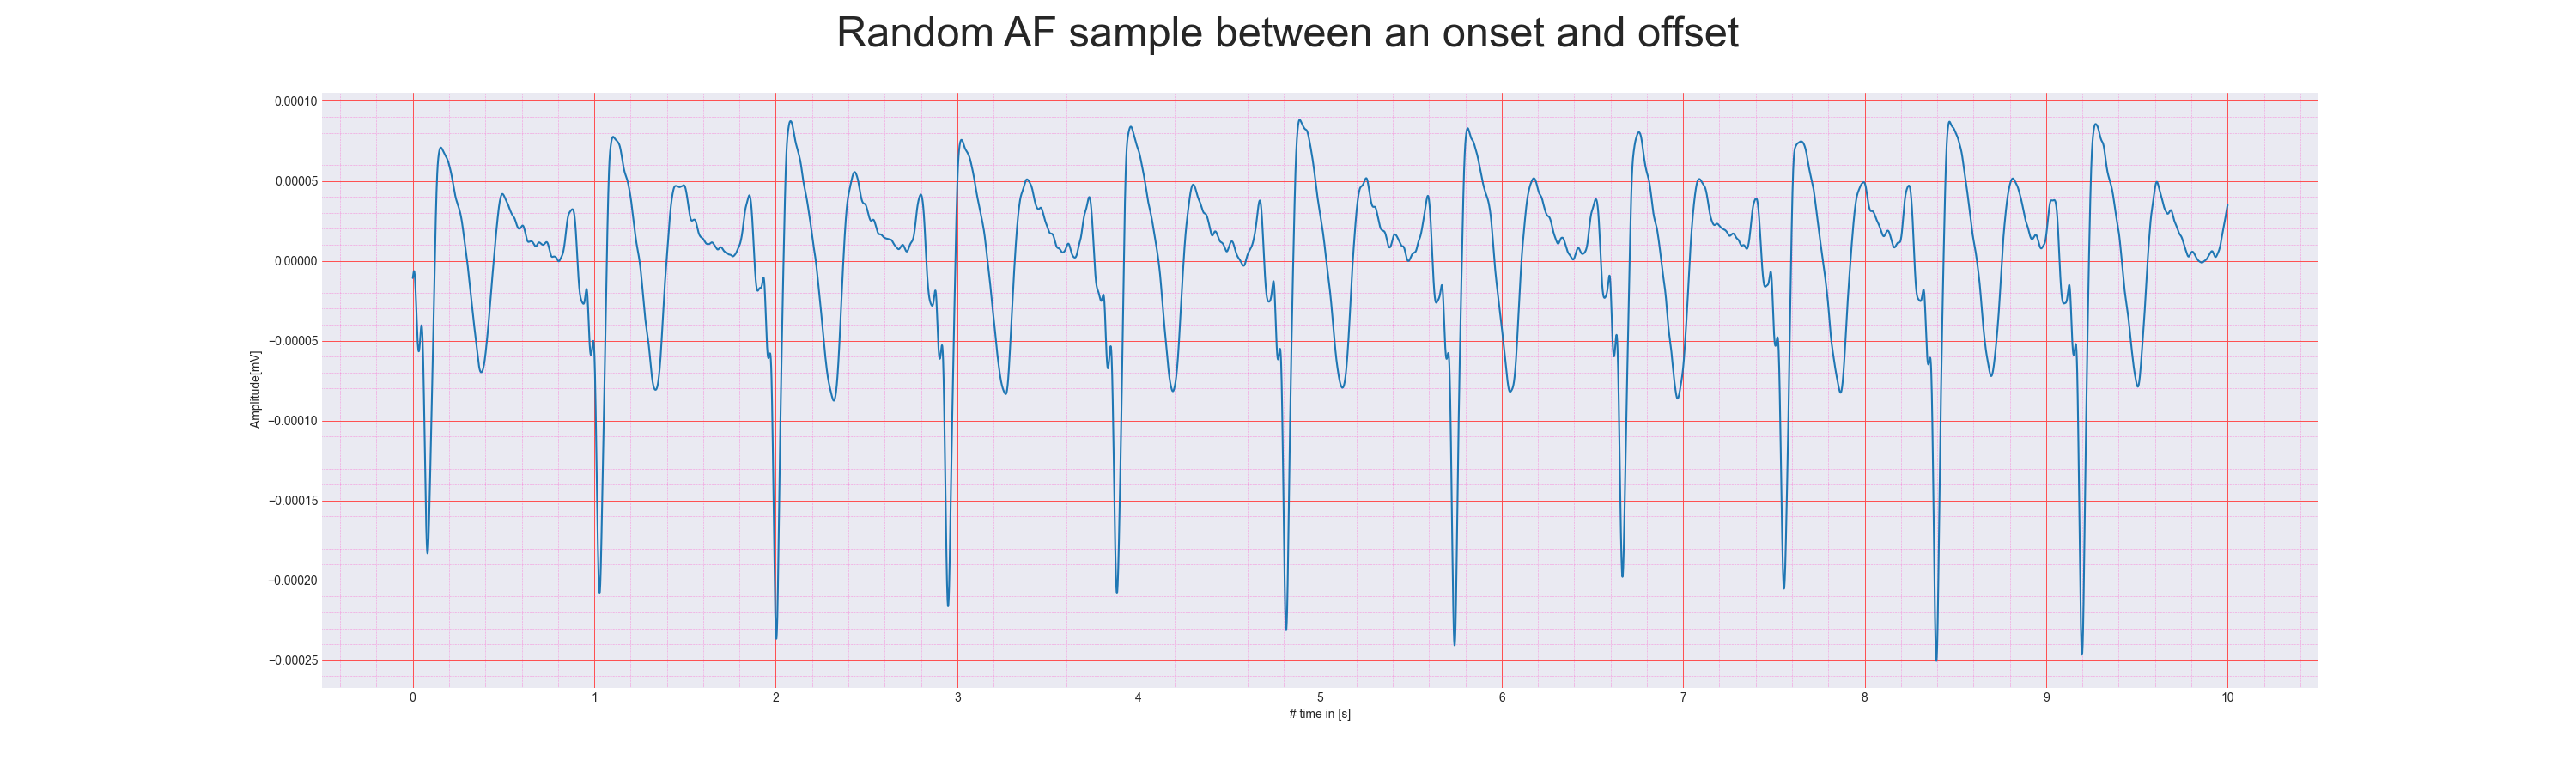 Random AF sample between an onset and offset
0.00010
0.00005
0.00000
−0.00005
−0.00010
−0.00015
−0.00020
−0.00025
Amplitude[mV]
0 1 2 3 4 5 6 7 8 9 10
# time in [s]